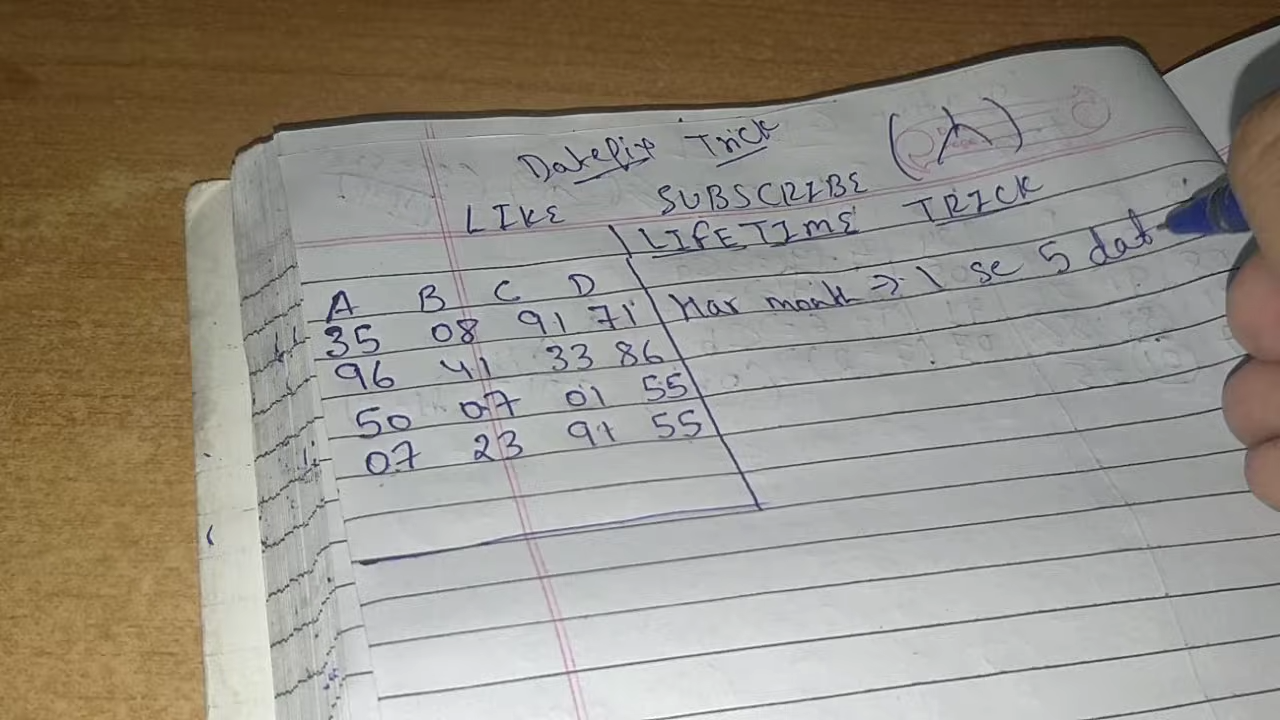 Datefix Trick
LIKE SUBSCRIBE
LIFETIME TRICK
A B C D
Har month => 1 se 5 dat
35 08 91 71
96 41 33 86
50 07 01 55
07 23 91 55